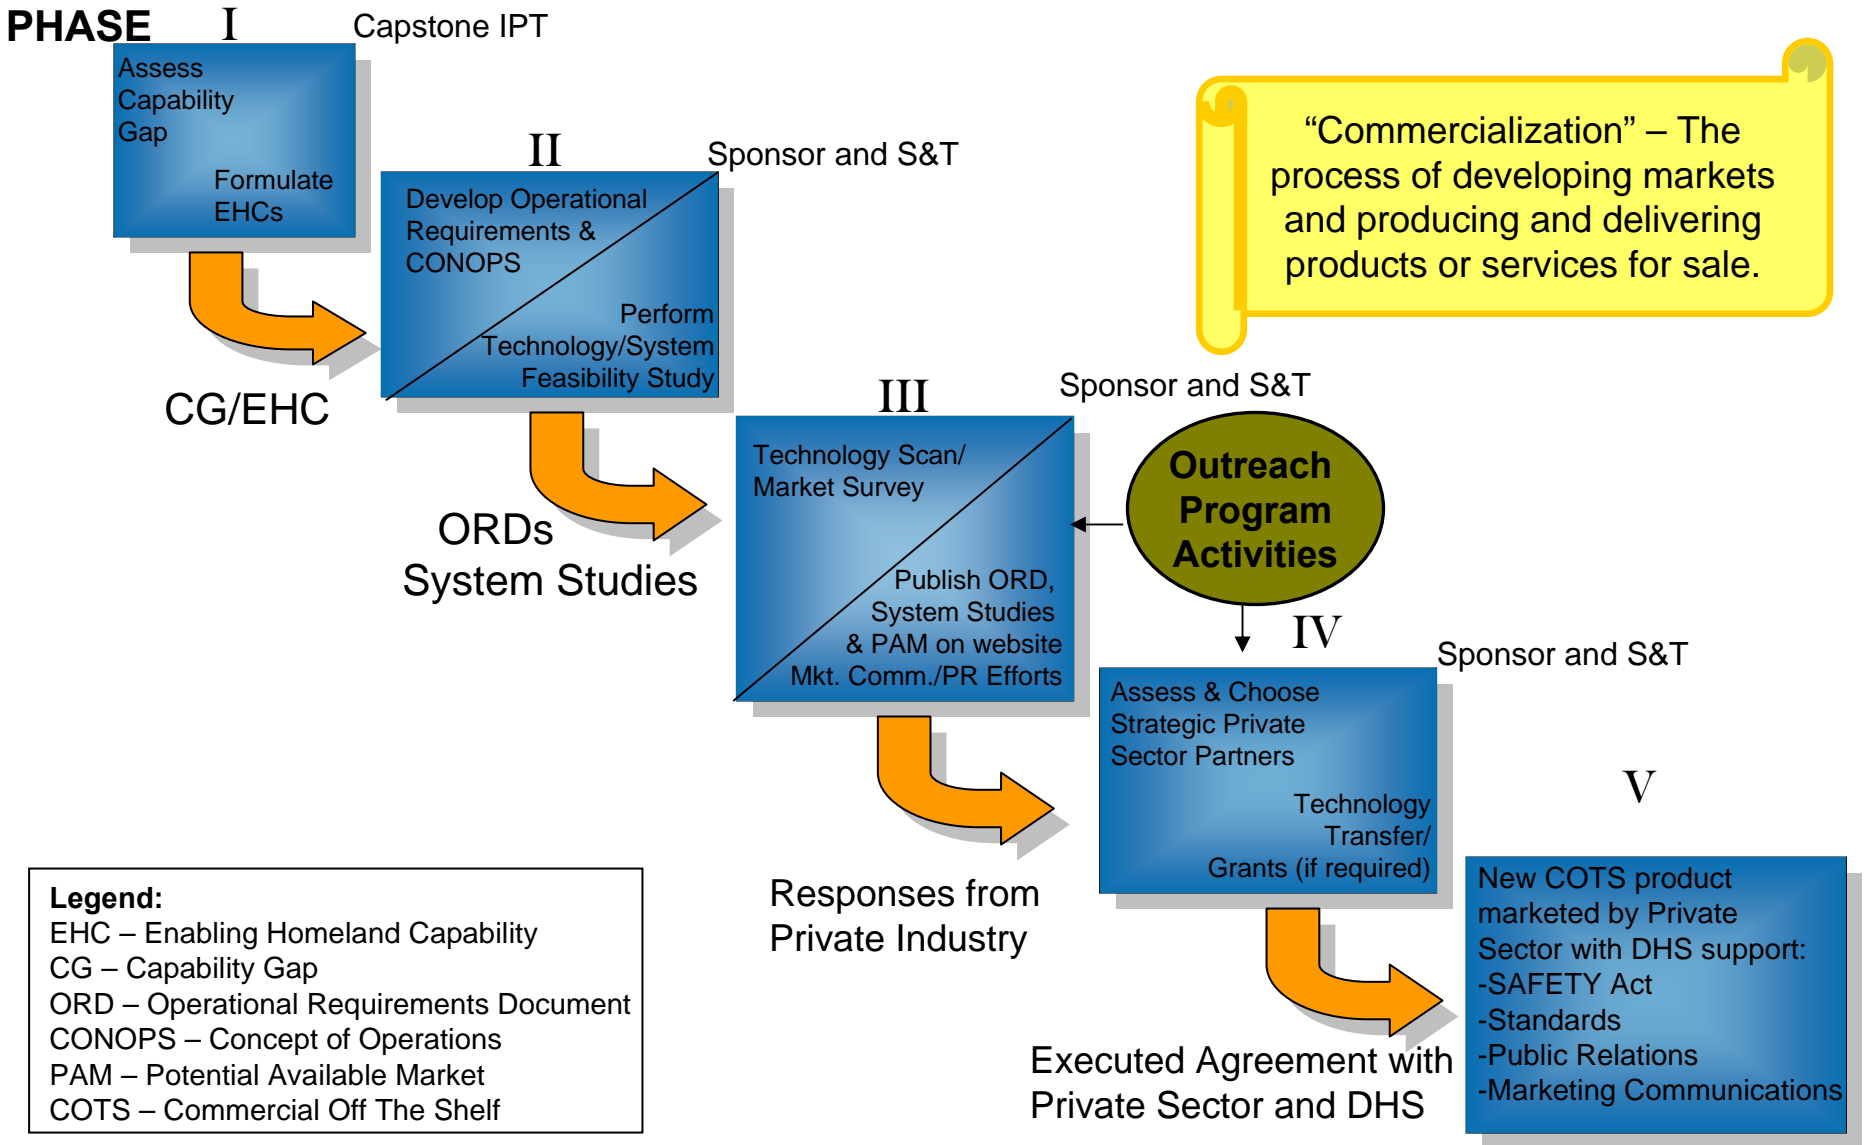 PHASE
I
Capstone IPT
Assess
Capability
Gap
Formulate
EHCs
CG/EHC
II
Sponsor and S&T
Develop Operational
Requirements &
CONOPS
Perform
Technology/System
Feasibility Study
ORDs
System Studies
“Commercialization” – The
process of developing markets
and producing and delivering
products or services for sale.
III
Sponsor and S&T
Technology Scan/
Market Survey
Publish ORD,
System Studies
& PAM on website
Mkt. Comm./PR Efforts
Outreach
Program
Activities
Responses from
Private Industry
IV
Sponsor and S&T
Assess & Choose
Strategic Private
Sector Partners
Technology
Transfer/
Grants (if required)
Executed Agreement with
Private Sector and DHS
V
New COTS product
marketed by Private
Sector with DHS support:
-SAFETY Act
-Standards
-Public Relations
-Marketing Communications
Legend:
EHC – Enabling Homeland Capability
CG – Capability Gap
ORD – Operational Requirements Document
CONOPS – Concept of Operations
PAM – Potential Available Market
COTS – Commercial Off The Shelf